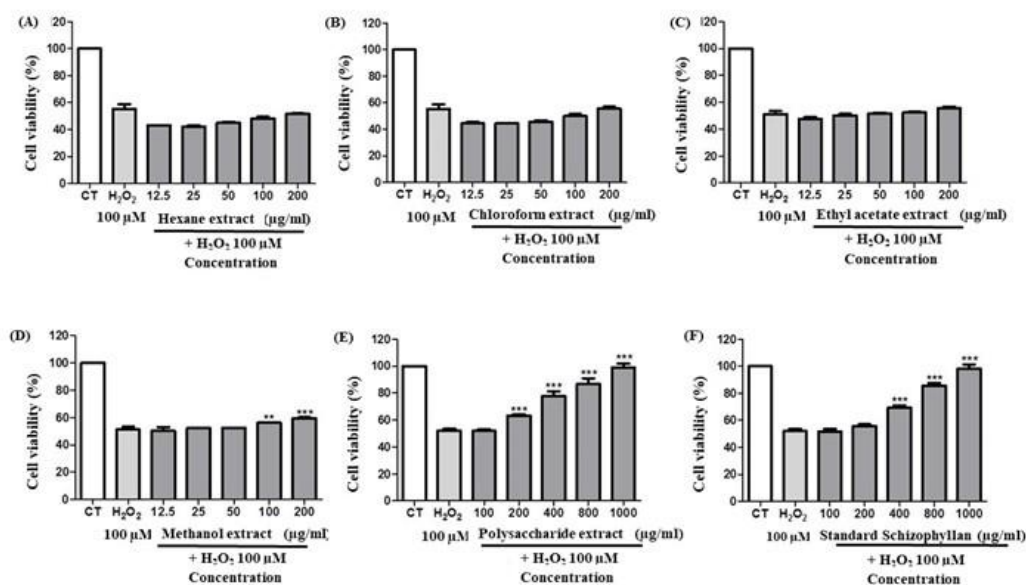 (A)
Cell viability (%)
20
100
80
60
40
20
0
CT H₂O₂ 12.5 25 50 100 200
100 µM Hexane extract (µg/ml)
+ H₂O₂ 100 µM
Concentration
(B)
Cell viability (%)
120
100
80
60
40
20
0
CT H₂O₂ 12.5 25 50 100 200
100 µM Chloroform extract (µg/ml)
+ H₂O₂ 100 µM
Concentration
(C)
Cell viability (%)
120
100
80
60
40
20
0
CT H₂O₂ 12.5 25 50 100 200
100 µM Ethyl acetate extract (µg/ml)
+ H₂O₂ 100 µM
Concentration
(D)
Cell viability (%)
120
100
80
60
40
20
0
** ***
CT H₂O₂ 12.5 25 50 100 200
100 µM Methanol extract (µg/ml)
+ H₂O₂ 100 µM
Concentration
(E)
Cell viability (%)
120
100
80
60
40
20
0
*** *** *** ***
CT H₂O₂ 100 200 400 800 1000
100 µM Polysaccharide extract (µg/ml)
+ H₂O₂ 100 µM
Concentration
(F)
Cell viability (%)
120
100
80
60
40
20
0
*** *** ***
CT H₂O₂ 100 200 400 800 1000
100 µM Standard Schizophyllan (µg/ml)
+ H₂O₂ 100 µM
Concentration